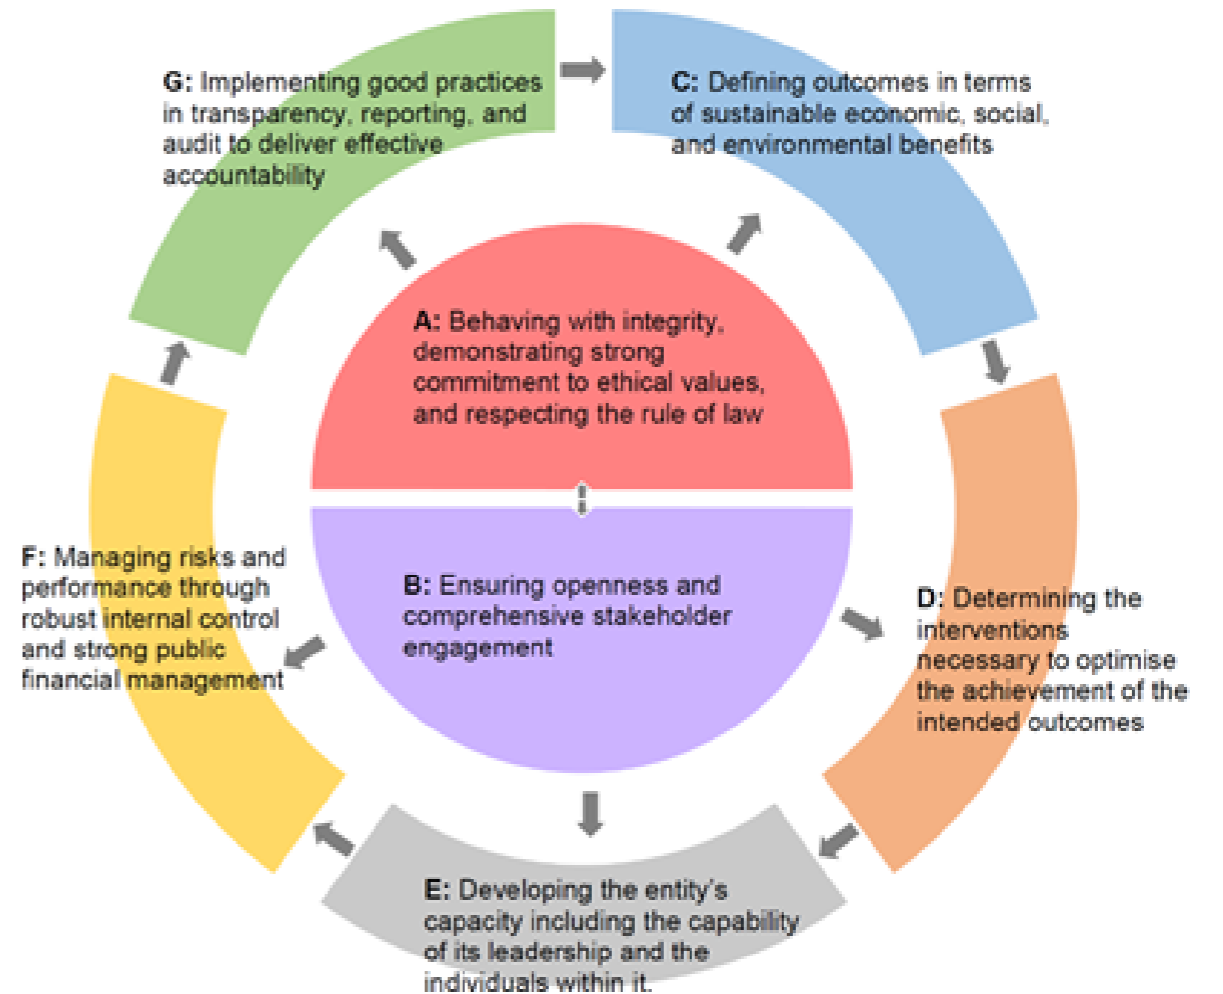 G: Implementing good practices
in transparency, reporting, and
audit to deliver effective
accountability
C: Defining outcomes in terms
of sustainable economic, social,
and environmental benefits
A: Behaving with integrity,
demonstrating strong
commitment to ethical values,
and respecting the rule of law
B: Ensuring openness and
comprehensive stakeholder
engagement
F: Managing risks and
performance through
robust internal control
and strong public
financial management
D: Determining the
interventions
necessary to optimise
the achievement of the
intended outcomes
E: Developing the entity's
capacity including the capability
of its leadership and the
individuals within it.